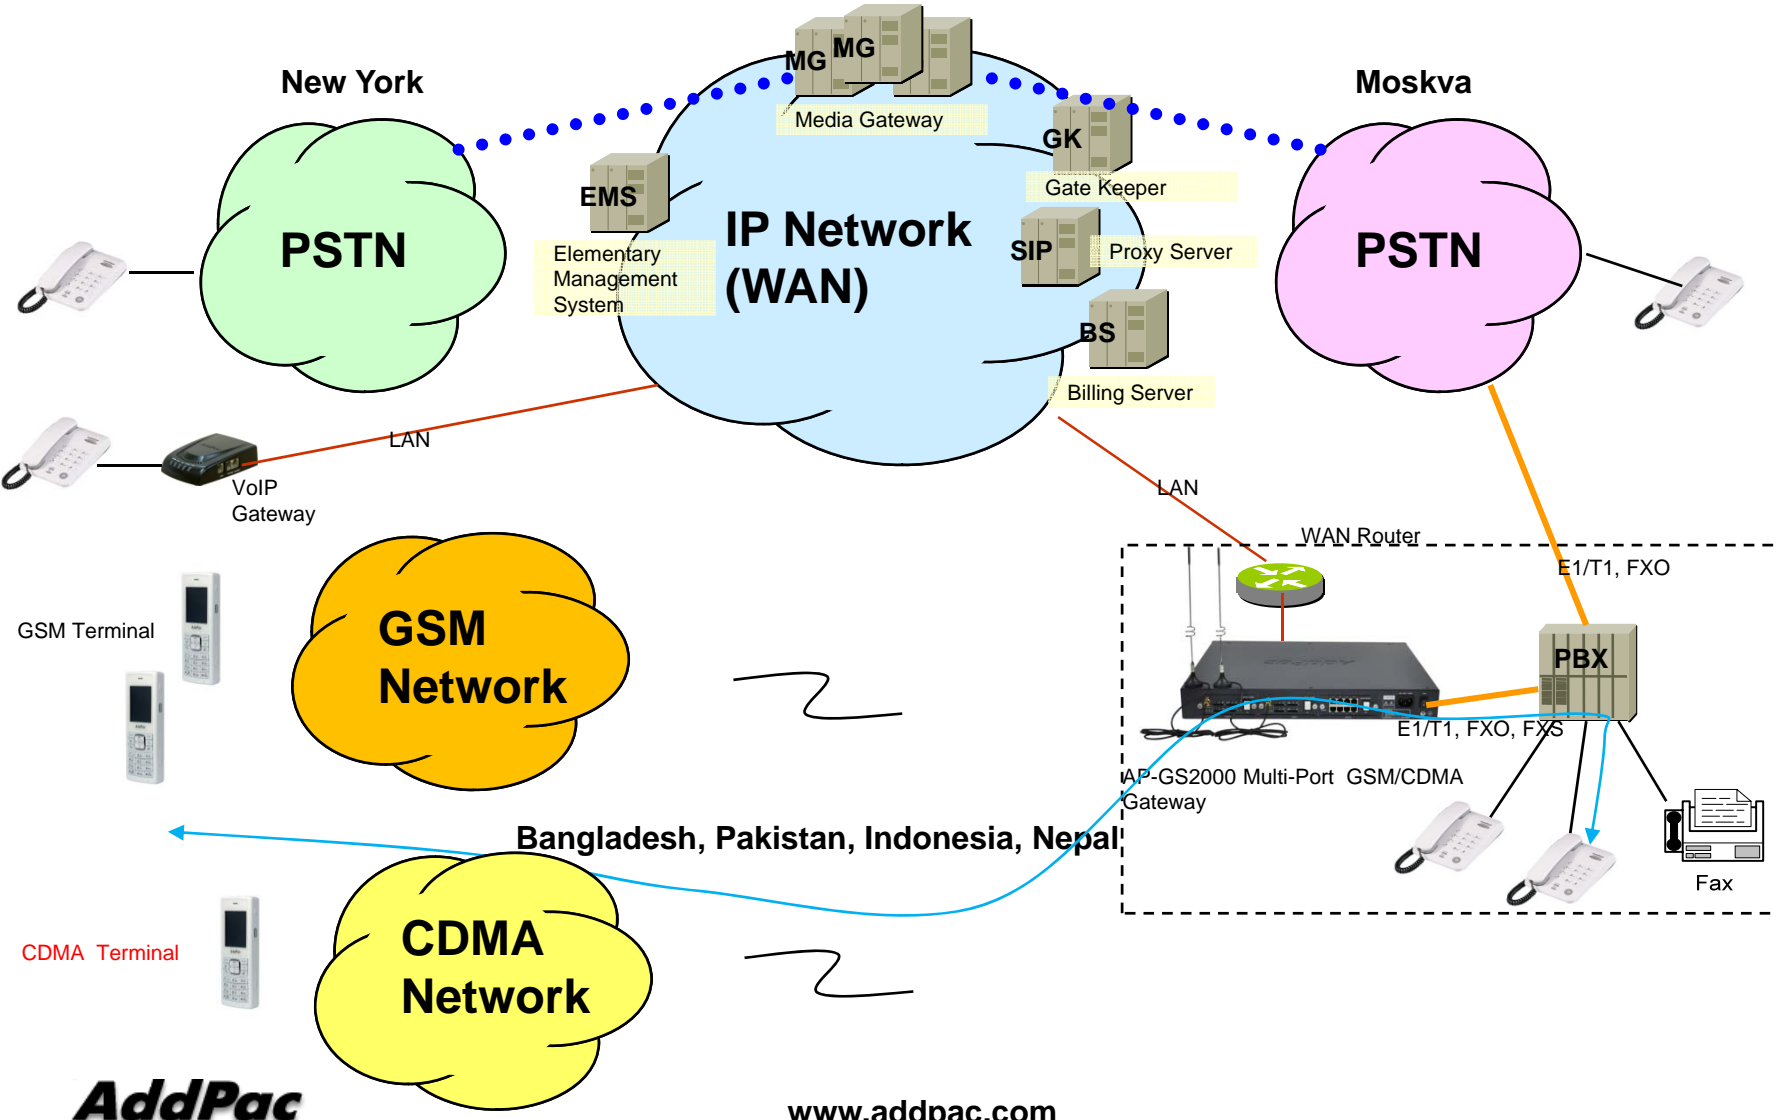 MG
MG
New York
Moskva
Media Gateway
GK
Gate Keeper
EMS
PSTN
IP Network
(WAN)
SIP
Proxy Server
PSTN
Elementary
Management
System
BS
Billing Server
LAN
VoIP
Gateway
LAN
WAN Router
E1/T1, FXO
GSM Terminal
GSM
Network
PBX
E1/T1, FXO, FXS
AP-GS2000 Multi-Port GSM/CDMA
Gateway
Bangladesh, Pakistan, Indonesia, Nepal
Fax
CDMA Terminal
CDMA
Network
AddPac
www.addpac.com